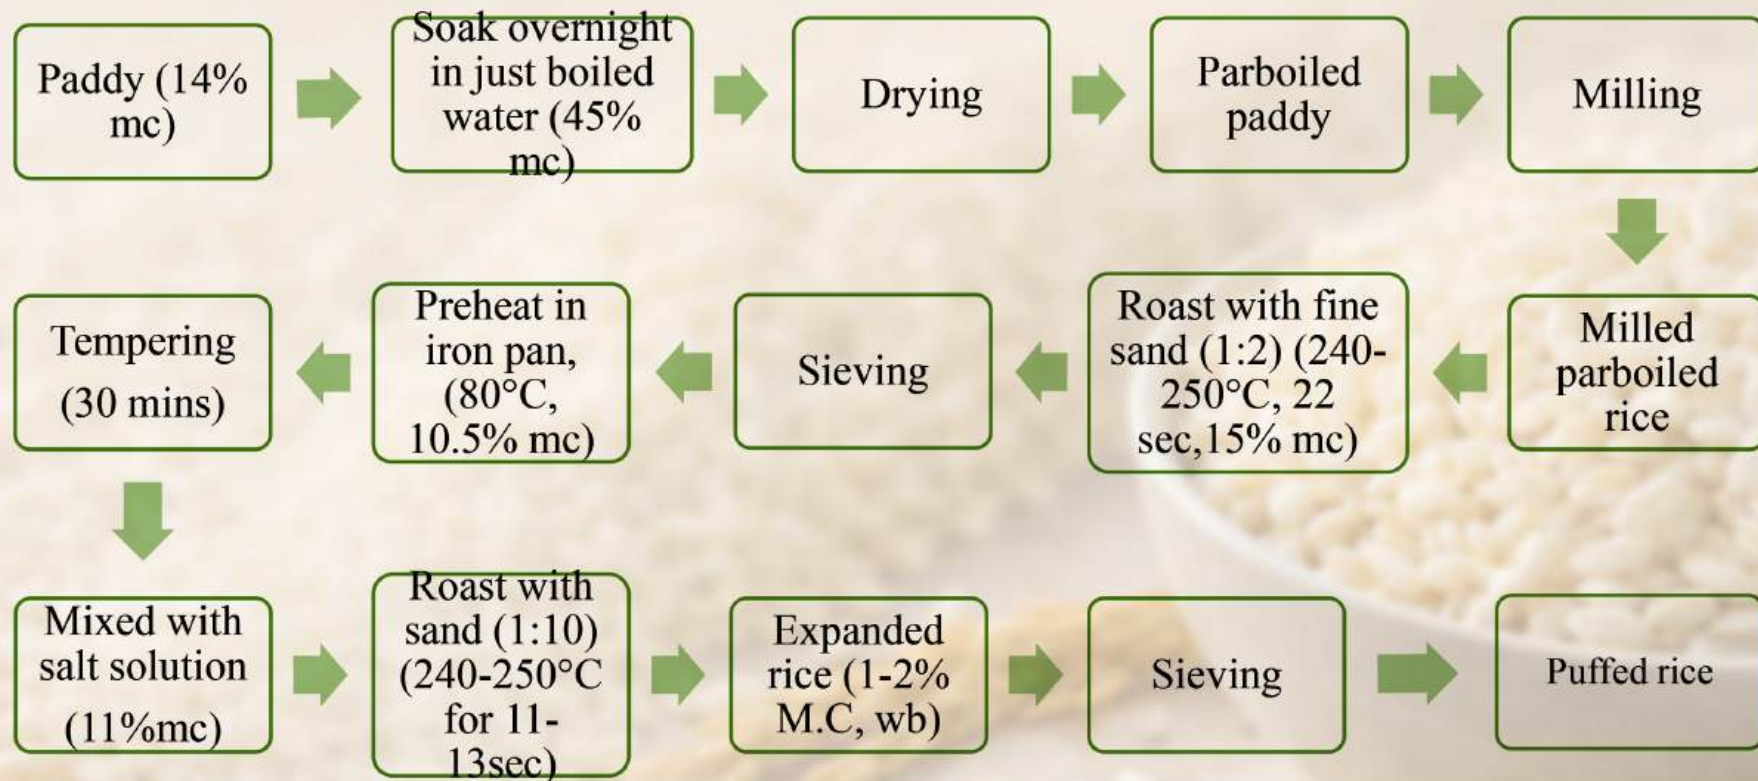 Paddy (14%
mc)
Soak overnight
in just boiled
water (45%
mc)
Drying
Parboiled
paddy
Milling
Milled
parboiled
rice
Roast with fine
sand (1:2) (240-
250°C, 22
sec,15% mc)
Sieving
Preheat in
iron pan,
(80°C,
10.5% mc)
Tempering
(30 mins)
Mixed with
salt solution
(11%mc)
Roast with
sand (1:10)
(240-250°C
for 11-
13sec)
Expanded
rice (1-2%
M.C, wb)
Sieving
Puffed rice